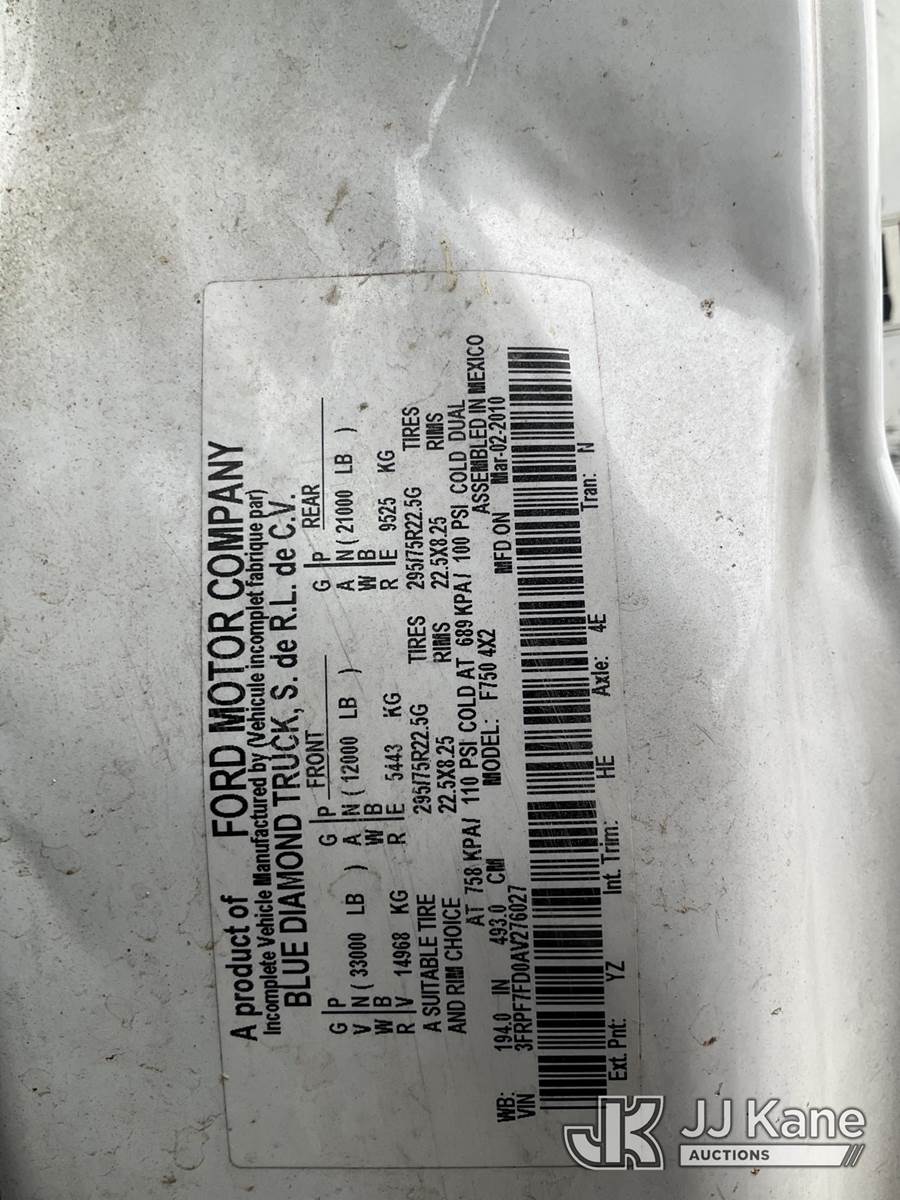 A product of FORD MOTOR COMPANY
Incomplete Vehicle Manufactured by (Vehicule incomplet fabrique par)
BLUE DIAMOND TRUCK, S. de R.L. de C.V.
FRONT REAR
G P G P G P
V N ( 33000 LB ) A N ( 12000 LB ) A N ( 21000 LB )
W B W B W B
R V 14968 KG R E 5443 KG R E 9525 KG
A SUITABLE TIRE 295/75R22.5G TIRES 295/75R22.5G TIRES
AND RIM CHOICE 22.5X8.25 RIMS 22.5X8.25 RIMS
AT 758 KPA/ 110 PSI COLD AT 689 KPA/ 100 PSI COLD DUAL
ASSEMBLED IN MEXICO
WB: 194.0 IN 493.0 CM MODEL: F750 4X2 MFD ON Mar-02-2010
VIN 3FRPF7FD0AV276027
Ext. Pnt: YZ Int. Trim: HE Axle: 4E Tran: N
JK JJ Kane
AUCTIONS